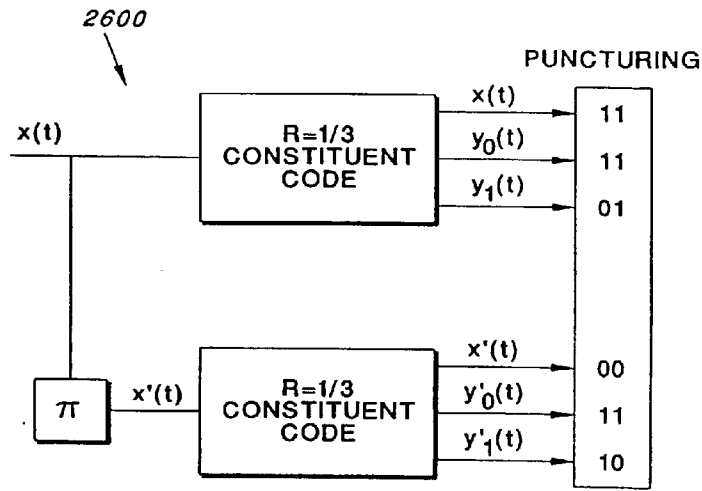 2600
PUNCTURING
x(t)
R=1/3
CONSTITUENT
CODE
x(t)
11
y0(t)
11
y1(t)
01
π
x'(t)
R=1/3
CONSTITUENT
CODE
x'(t)
00
y'0(t)
11
y'1(t)
10